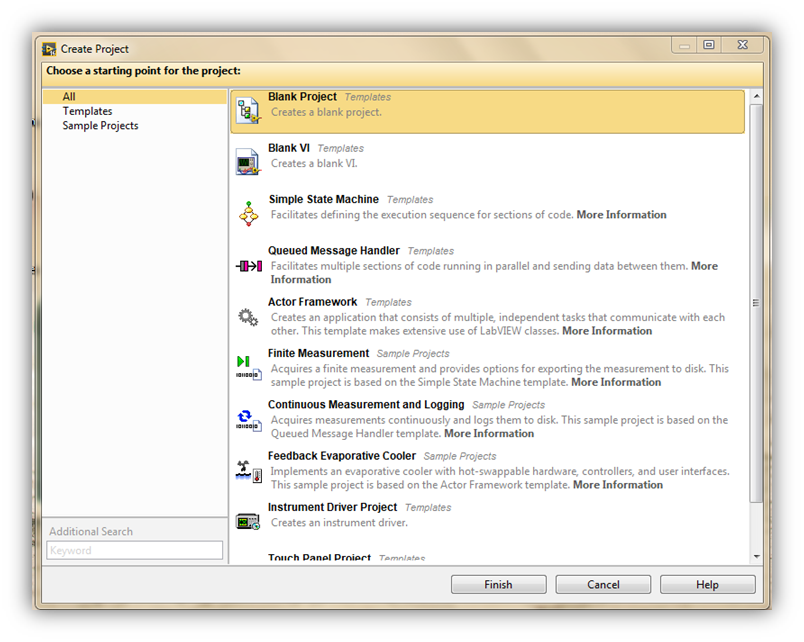 Create Project
Choose a starting point for the project:
All
Templates
Sample Projects
Blank Project Templates
Creates a blank project.
Blank VI Templates
Creates a blank VI.
Simple State Machine Templates
Facilitates defining the execution sequence for sections of code. More Information
Queued Message Handler Templates
Facilitates multiple sections of code running in parallel and sending data between them. More
Information
Actor Framework Templates
Creates an application that consists of multiple, independent tasks that communicate with each
other. This template makes extensive use of LabVIEW classes. More Information
Finite Measurement Sample Projects
Acquires a finite measurement and provides options for exporting the measurement to disk. This
sample project is based on the Simple State Machine template. More Information
Continuous Measurement and Logging Sample Projects
Acquires measurements continuously and logs them to disk. This sample project is based on the
Queued Message Handler template. More Information
Feedback Evaporative Cooler Sample Projects
Implements an evaporative cooler with hot-swappable hardware, controllers, and user interfaces.
This sample project is based on the Actor Framework template. More Information
Instrument Driver Project Templates
Creates an instrument driver.
Touch Panel Project Templates
Additional Search
Keyword
Finish
Cancel
Help